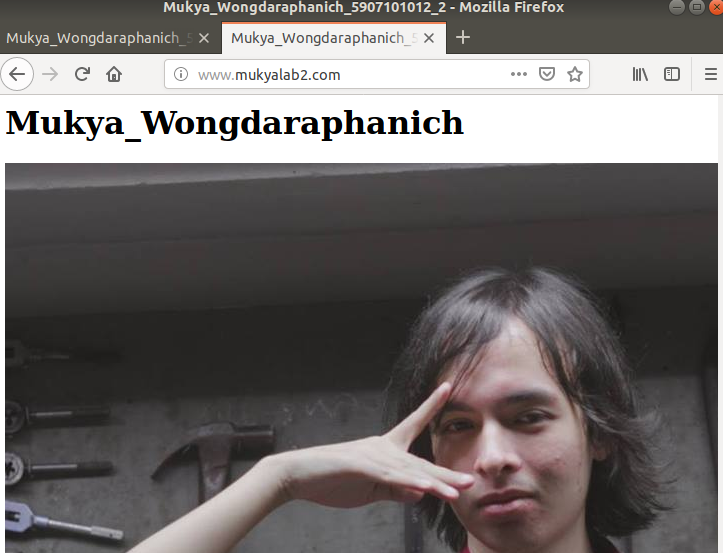 Mukya_Wongdaraphanich_5907101012_2 - Mozilla Firefox
Mukya_Wongdaraphanich_5
Mukya_Wongdaraphanich_5
www.mukyalab2.com
Mukya_Wongdaraphanich